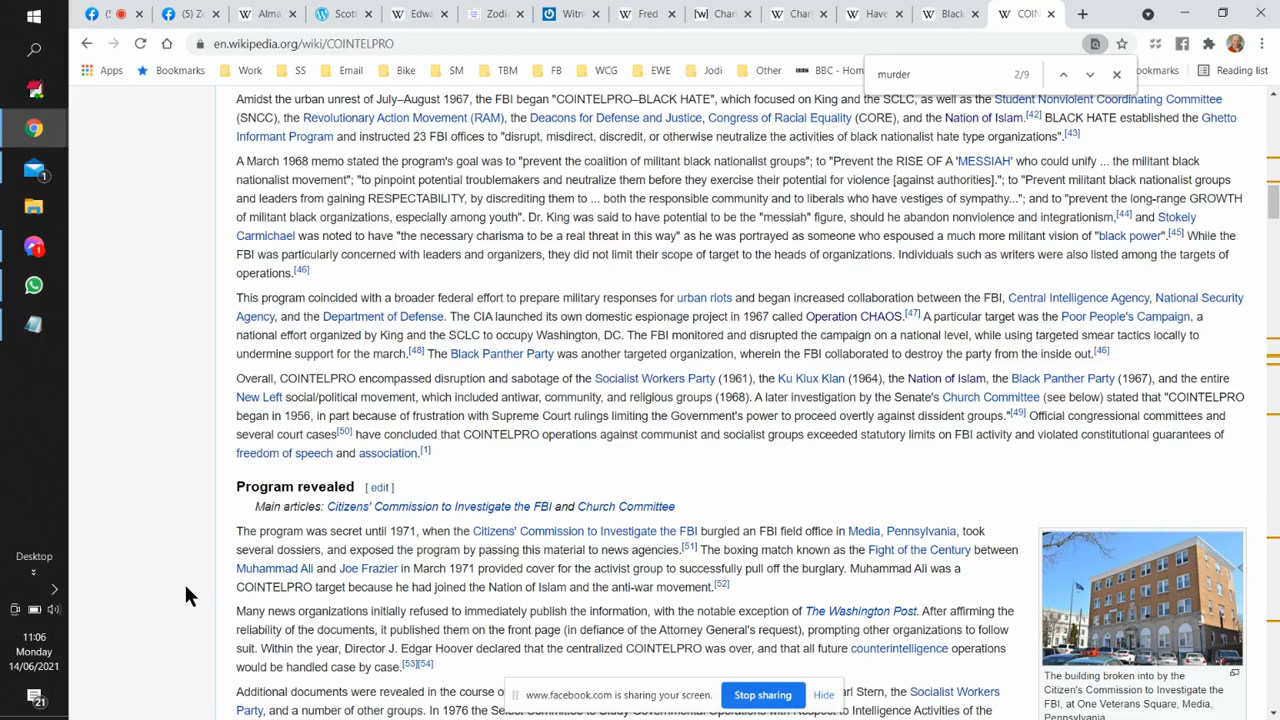 (5
(5) Zo
Alma
Scott
Edwa
Zodia
Witne
Fred
Charl
Char
Have
Black
COIN
en.wikipedia.org/wiki/COINTELPRO
Apps
Bookmarks
Work
SS
Email
Bike
SM
TBM
FB
WCG
EWE
Jodi
Other
BBC - Hom
murder
2/9
ookmarks
Reading list
Amidst the urban unrest of July–August 1967, the FBI began "COINTELPRO–BLACK HATE", which focused on King and the SCLC, as well as the Student Nonviolent Coordinating Committee
(SNCC), the Revolutionary Action Movement (RAM), the Deacons for Defense and Justice, Congress of Racial Equality (CORE), and the Nation of Islam.[42] BLACK HATE established the Ghetto
Informant Program and instructed 23 FBI offices to "disrupt, misdirect, discredit, or otherwise neutralize the activities of black nationalist hate type organizations".[43]
A March 1968 memo stated the program's goal was to "prevent the coalition of militant black nationalist groups"; to "Prevent the RISE OF A 'MESSIAH' who could unify ... the militant black
nationalist movement"; "to pinpoint potential troublemakers and neutralize them before they exercise their potential for violence [against authorities]."; to "Prevent militant black nationalist groups
and leaders from gaining RESPECTABILITY, by discrediting them to ... both the responsible community and to liberals who have vestiges of sympathy..."; and to "prevent the long-range GROWTH
of militant black organizations, especially among youth". Dr. King was said to have potential to be the "messiah" figure, should he abandon nonviolence and integrationism,[44] and Stokely
Carmichael was noted to have "the necessary charisma to be a real threat in this way" as he was portrayed as someone who espoused a much more militant vision of "black power".[45] While the
FBI was particularly concerned with leaders and organizers, they did not limit their scope of target to the heads of organizations. Individuals such as writers were also listed among the targets of
operations.[46]
This program coincided with a broader federal effort to prepare military responses for urban riots and began increased collaboration between the FBI, Central Intelligence Agency, National Security
Agency, and the Department of Defense. The CIA launched its own domestic espionage project in 1967 called Operation CHAOS.[47] A particular target was the Poor People's Campaign, a
national effort organized by King and the SCLC to occupy Washington, DC. The FBI monitored and disrupted the campaign on a national level, while using targeted smear tactics locally to
undermine support for the march.[48] The Black Panther Party was another targeted organization, wherein the FBI collaborated to destroy the party from the inside out.[46]
Overall, COINTELPRO encompassed disruption and sabotage of the Socialist Workers Party (1961), the Ku Klux Klan (1964), the Nation of Islam, the Black Panther Party (1967), and the entire
New Left social/political movement, which included antiwar, community, and religious groups (1968). A later investigation by the Senate's Church Committee (see below) stated that "COINTELPRO
began in 1956, in part because of frustration with Supreme Court rulings limiting the Government's power to proceed overtly against dissident groups."[49] Official congressional committees and
several court cases[50] have concluded that COINTELPRO operations against communist and socialist groups exceeded statutory limits on FBI activity and violated constitutional guarantees of
freedom of speech and association.[1]
Program revealed [ edit ]
Main articles: Citizens' Commission to Investigate the FBI and Church Committee
The program was secret until 1971, when the Citizens' Commission to Investigate the FBI burgled an FBI field office in Media, Pennsylvania, took
several dossiers, and exposed the program by passing this material to news agencies.[51] The boxing match known as the Fight of the Century between
Muhammad Ali and Joe Frazier in March 1971 provided cover for the activist group to successfully pull off the burglary. Muhammad Ali was a
COINTELPRO target because he had joined the Nation of Islam and the anti-war movement.[52]
Many news organizations initially refused to immediately publish the information, with the notable exception of The Washington Post. After affirming the
reliability of the documents, it published them on the front page (in defiance of the Attorney General's request), prompting other organizations to follow
suit. Within the year, Director J. Edgar Hoover declared that the centralized COINTELPRO was over, and that all future counterintelligence operations
would be handled case by case.[53][54]
Additional documents were revealed in the course o
arl Stern, the Socialist Workers
Party, and a number of other groups. In 1976 the
Intelligence Activities of the
The building broken into by the
Citizen's Commission to Investigate the
FBI, at One Veterans Square, Media,
Pennsylvania
www.facebook.com is sharing your screen.
Stop sharing
Hide
1
1
Desktop
11:06
Monday
14/06/2021
21